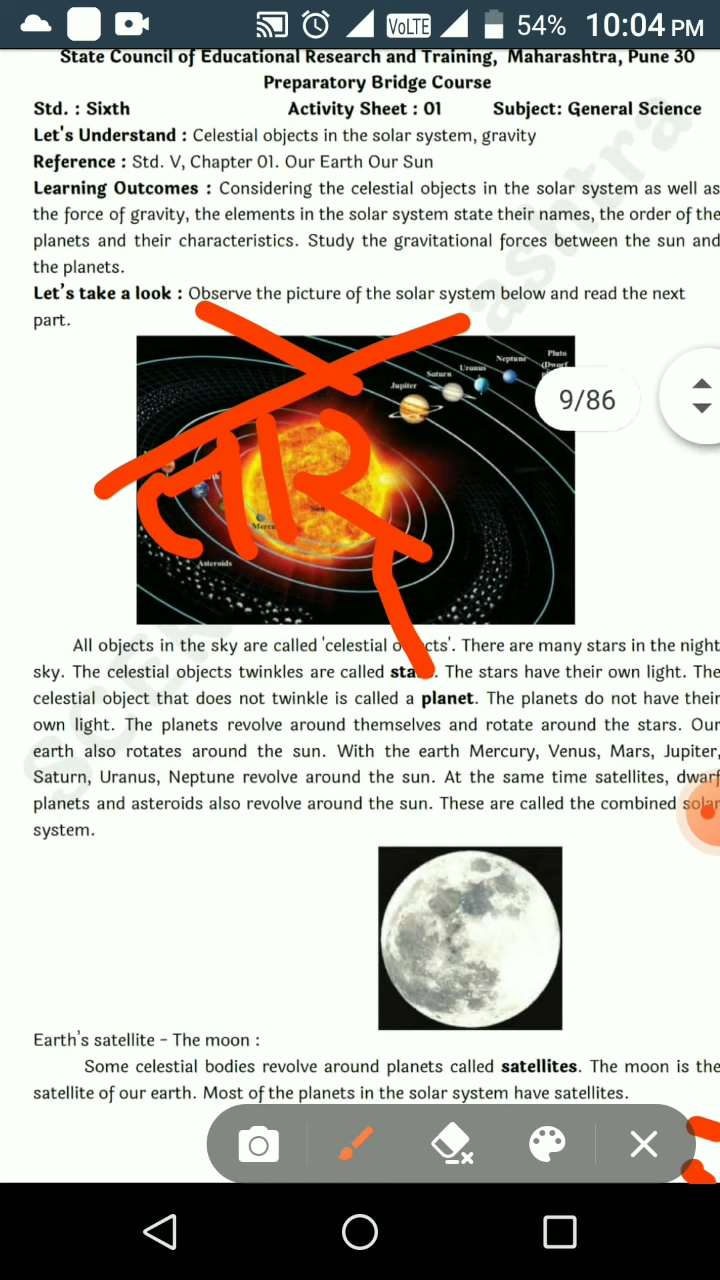 VoLTE 54% 10:04 PM
State Council of Educational Research and Training, Maharashtra, Pune 30
Preparatory Bridge Course
Std. : Sixth Activity Sheet : 01 Subject: General Science
Let's Understand : Celestial objects in the solar system, gravity
Reference : Std. V, Chapter 01. Our Earth Our Sun
Learning Outcomes : Considering the celestial objects in the solar system as well as
the force of gravity, the elements in the solar system state their names, the order of the
planets and their characteristics. Study the gravitational forces between the sun and
the planets.
Let's take a look : Observe the picture of the solar system below and read the next
part.
Pluto
Neptune
Uranus
Saturn
Jupiter
9/86
Sun
Asteroids
All objects in the sky are called 'celestial cts'. There are many stars in the night
sky. The celestial objects twinkles are called sta . The stars have their own light. The
celestial object that does not twinkle is called a planet. The planets do not have their
own light. The planets revolve around themselves and rotate around the stars. Our
earth also rotates around the sun. With the earth Mercury, Venus, Mars, Jupiter,
Saturn, Uranus, Neptune revolve around the sun. At the same time satellites, dwarf
planets and asteroids also revolve around the sun. These are called the combined solar
system.
Earth's satellite - The moon :
Some celestial bodies revolve around planets called satellites. The moon is the
satellite of our earth. Most of the planets in the solar system have satellites.